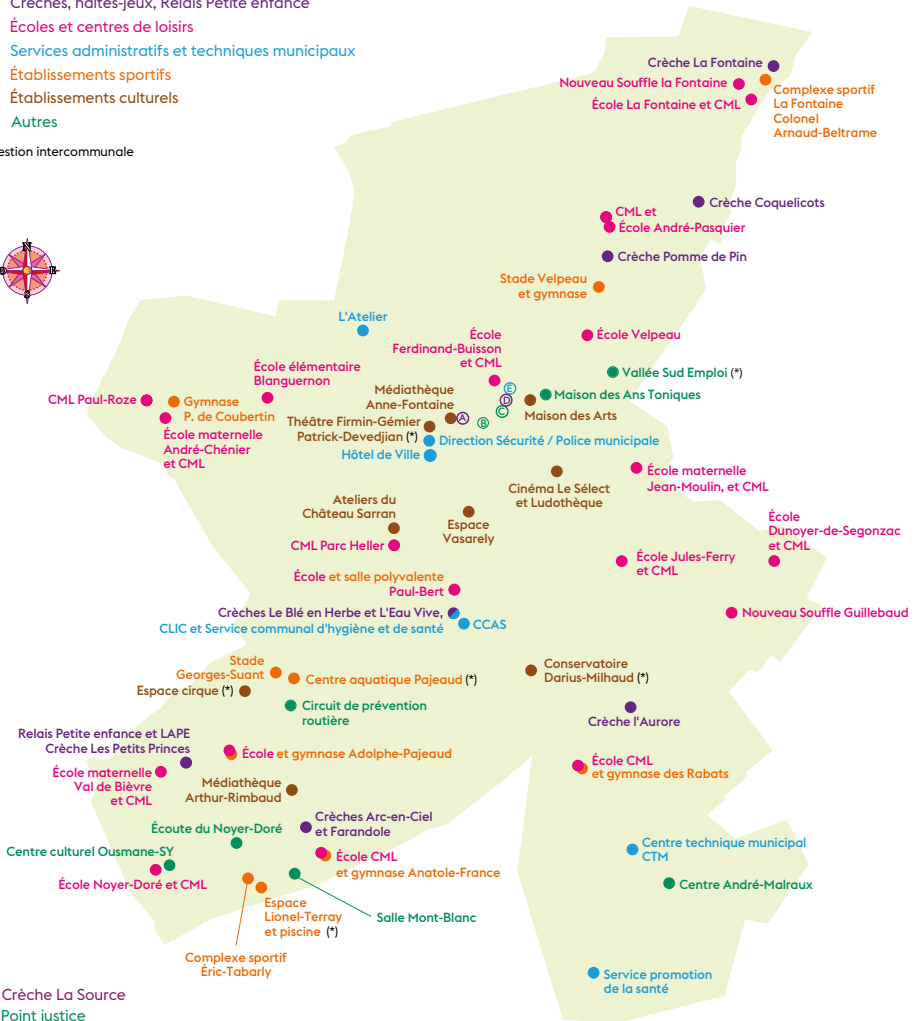 Crèches, haltes-jeux, Relais Petite enfance
Écoles et centres de loisirs
Services administratifs et techniques municipaux
Établissements sportifs
Établissements culturels
Autres
estion intercommunale
N
O
E
S
Crèche La Fontaine
Nouveau Souffle la Fontaine
École La Fontaine et CML
Complexe sportif
La Fontaine
Colonel
Arnaud-Beltrame
Crèche Coquelicots
CML et
École André-Pasquier
Crèche Pomme de Pin
Stade Velpeau
et gymnase
L'Atelier
École
Ferdinand-Buisson
et CML
École Velpeau
École élémentaire
Blanguernon
Vallée Sud Emploi (*)
Médiathèque
Anne-Fontaine
E
D
C
B
A
Maison des Ans Toniques
Maison des Arts
CML Paul-Roze
Gymnase
P. de Coubertin
École maternelle
André-Chénier
et CML
Théâtre Firmin-Gémier
Patrick-Devedjian (*)
Direction Sécurité / Police municipale
Hôtel de Ville
Cinéma Le Sélect
et Ludothèque
École maternelle
Jean-Moulin, et CML
Ateliers du
Château Sarran
Espace
Vasarely
CML Parc Heller
École
Dunoyer-de-Segonzac
et CML
École Jules-Ferry
et CML
École et salle polyvalente
Paul-Bert
Crèches Le Blé en Herbe et L'Eau Vive,
CLIC et Service communal d'hygiène et de santé
CCAS
Nouveau Souffle Guillebaud
Stade
Georges-Suant
Centre aquatique Pajeaud (*)
Espace cirque (*)
Conservatoire
Darius-Milhaud (*)
Circuit de prévention
routière
Crèche l'Aurore
Relais Petite enfance et LAPE
Crèche Les Petits Princes
École et gymnase Adolphe-Pajeaud
École maternelle
Val de Bièvre
et CML
École CML
et gymnase des Rabats
Médiathèque
Arthur-Rimbaud
Crèches Arc-en-Ciel
et Farandole
Écoute du Noyer-Doré
Centre culturel Ousmane-SY
École CML
et gymnase Anatole-France
École Noyer-Doré et CML
Centre technique municipal
CTM
Centre André-Malraux
Espace
Lionel-Terray
et piscine (*)
Salle Mont-Blanc
Complexe sportif
Éric-Tabarly
Service promotion
de la santé
Crèche La Source
Point justice